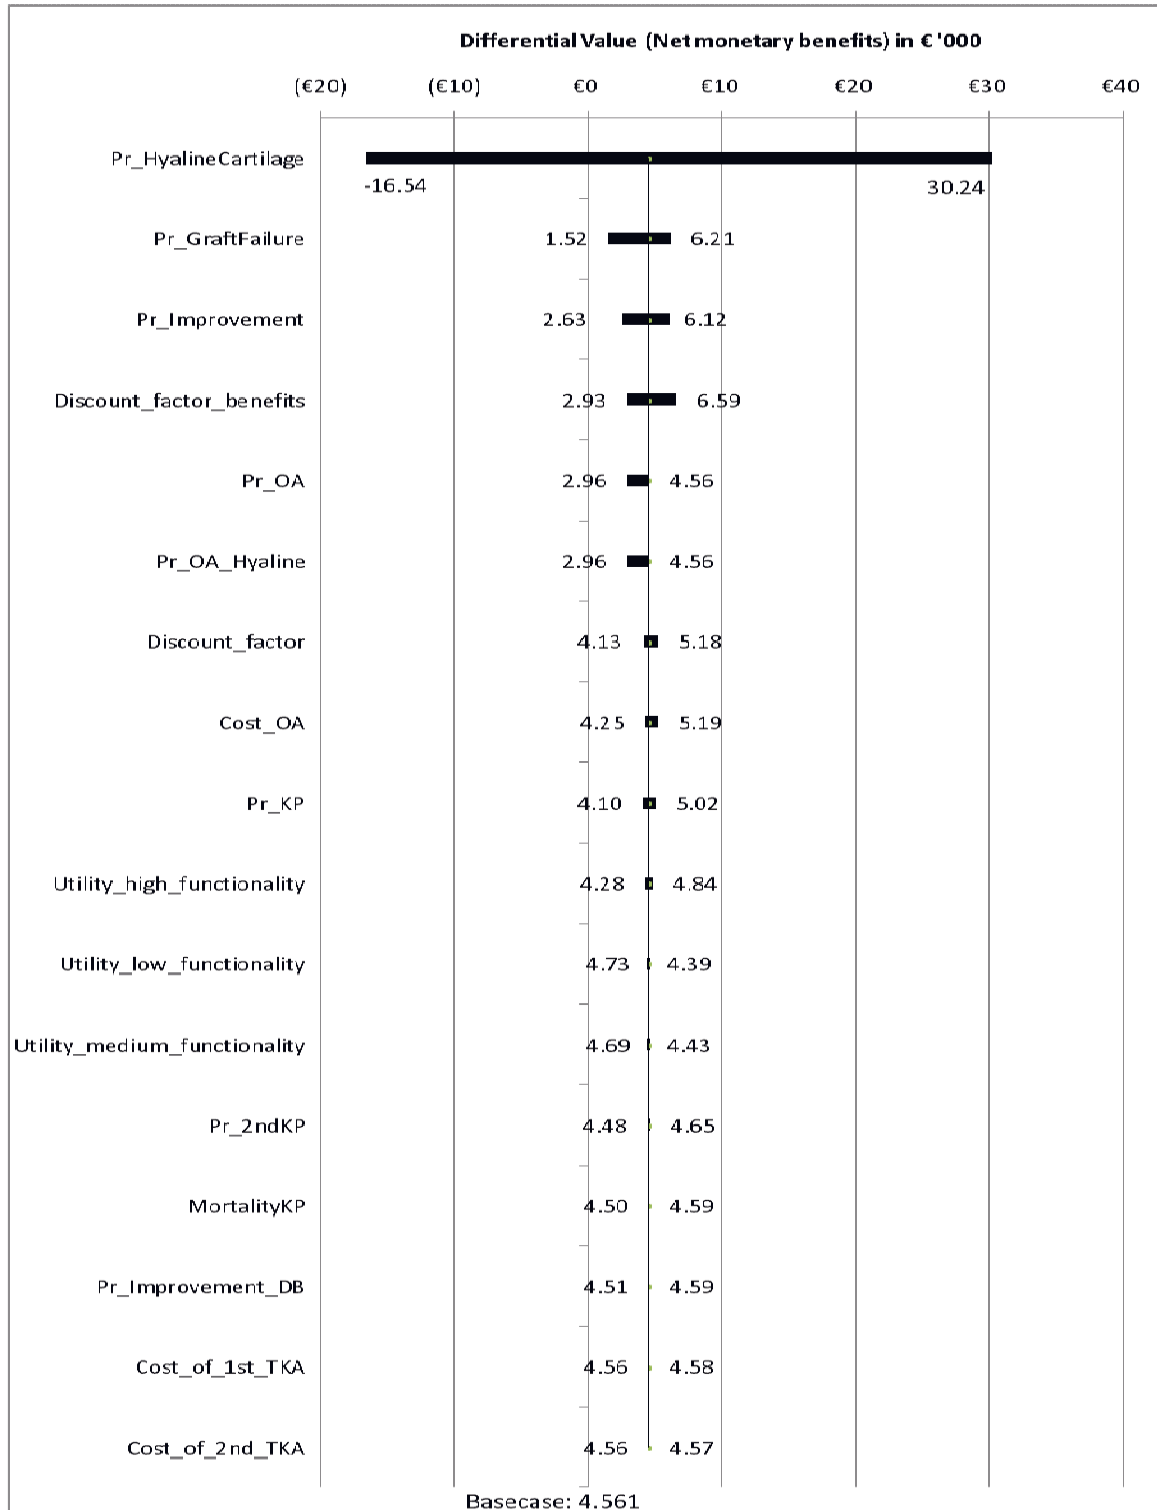 Differential Value (Net monetary benefits) in € '000
(€20) (€10) €0 €10 €20 €30 €40
Pr_HyalineCartilage
-16.54 30.24
Pr_GraftFailure 1.52 6.21
Pr_Improvement 2.63 6.12
Discount_factor_benefits 2.93 6.59
Pr_OA 2.96 4.56
Pr_OA_Hyaline 2.96 4.56
Discount_factor 4.13 5.18
Cost_OA 4.25 5.19
Pr_KP 4.10 5.02
Utility_high_functionality 4.28 4.84
Utility_low_functionality 4.73 4.39
Utility_medium_functionality 4.69 4.43
Pr_2ndKP 4.48 4.65
MortalityKP 4.50 4.59
Pr_Improvement_DB 4.51 4.59
Cost_of_1st_TKA 4.56 4.58
Cost_of_2nd_TKA 4.56 4.57
Basecase: 4.561